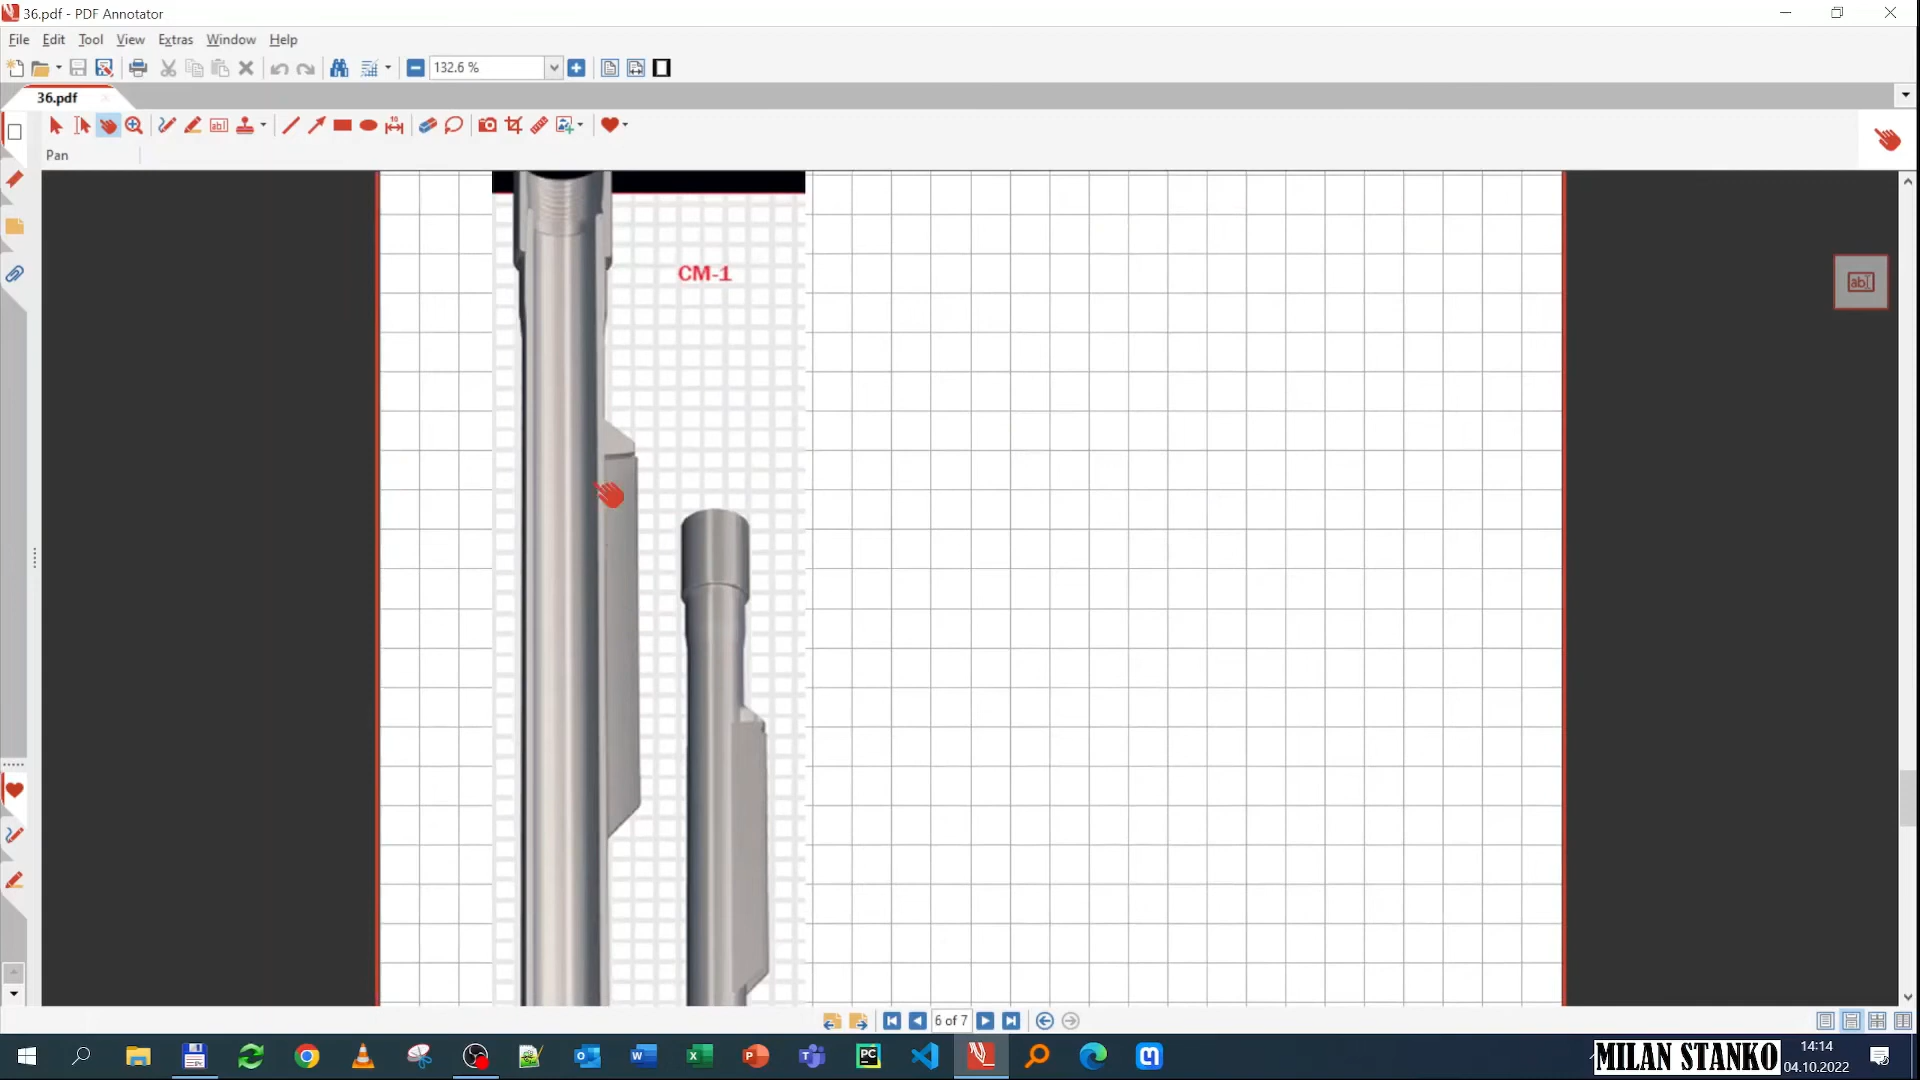 36.pdf - PDF Annotator
File Edit Tool View Extras Window Help
132.6 %
36.pdf
Pan
CM-1
6 of 7
MILAN STANKO
14:14
04.10.2022